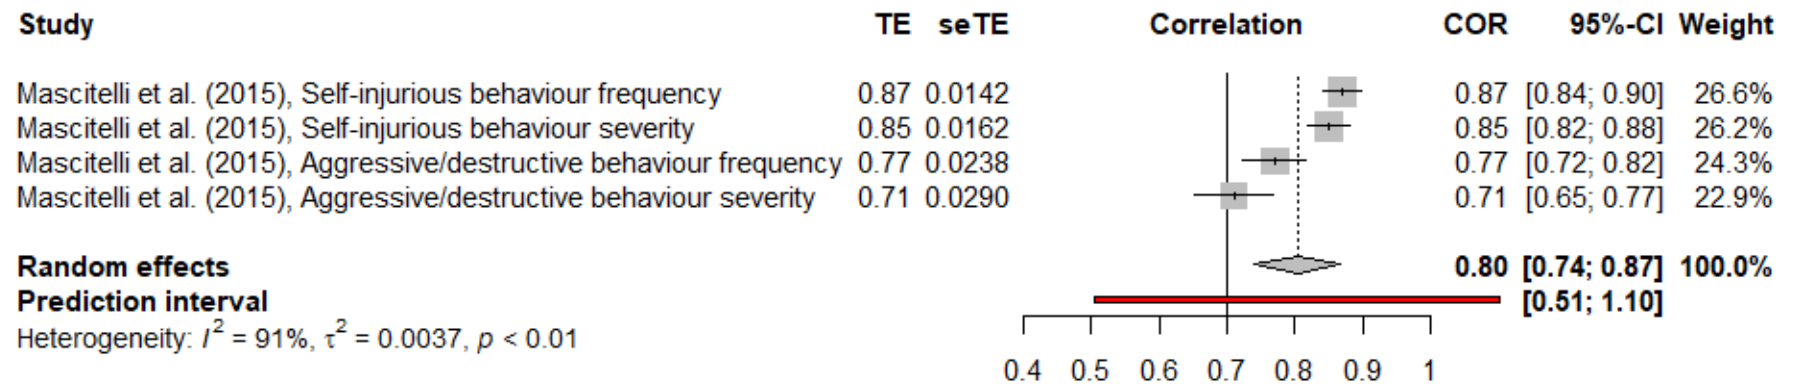 Study TE seTE Correlation COR 95%-CI Weight
Mascitelli et al. (2015), Self-injurious behaviour frequency 0.87 0.0142 0.87 [0.84; 0.90] 26.6%
Mascitelli et al. (2015), Self-injurious behaviour severity 0.85 0.0162 0.85 [0.82; 0.88] 26.2%
Mascitelli et al. (2015), Aggressive/destructive behaviour frequency 0.77 0.0238 0.77 [0.72; 0.82] 24.3%
Mascitelli et al. (2015), Aggressive/destructive behaviour severity 0.71 0.0290 0.71 [0.65; 0.77] 22.9%
Random effects 0.80 [0.74; 0.87] 100.0%
Prediction interval [0.51; 1.10]
Heterogeneity: I² = 91%, τ² = 0.0037, p < 0.01
0.4 0.5 0.6 0.7 0.8 0.9 1